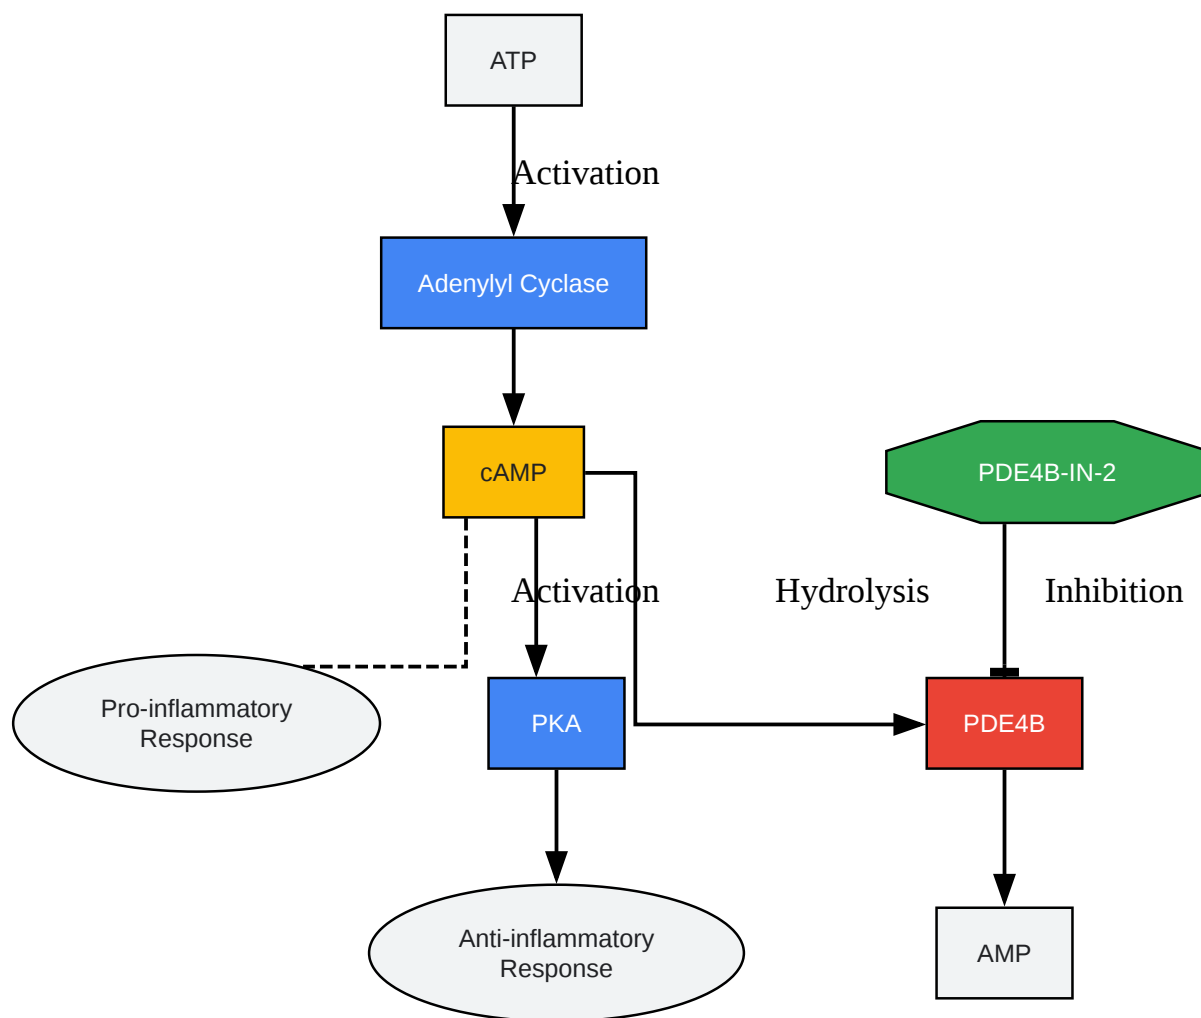 ATP
Activation
Adenylyl Cyclase
cAMP
PDE4B-IN-2
Activation
Hydrolysis
Inhibition
Pro-inflammatory
Response
PKA
PDE4B
Anti-inflammatory
Response
AMP